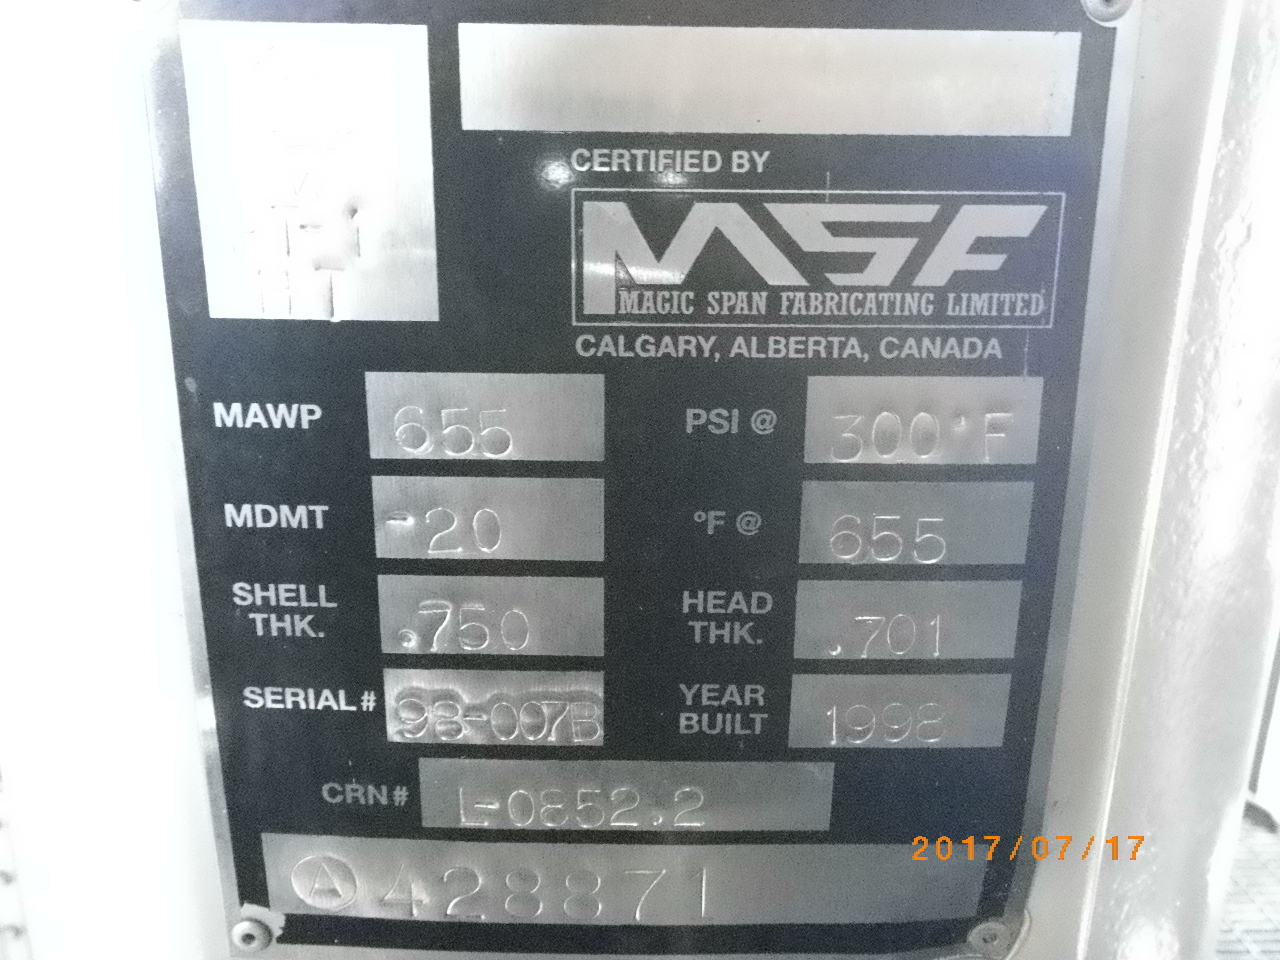 CERTIFIED BY
MSF
MAGIC SPAN FABRICATING LIMITED
CALGARY, ALBERTA, CANADA
MAWP 655 PSI @ 300°F
MDMT -20 °F @ 655
SHELL THK. .750 HEAD THK. .701
SERIAL # 98-007B YEAR BUILT 1998
CRN# L-0852.2
2017/07/17
A 428871